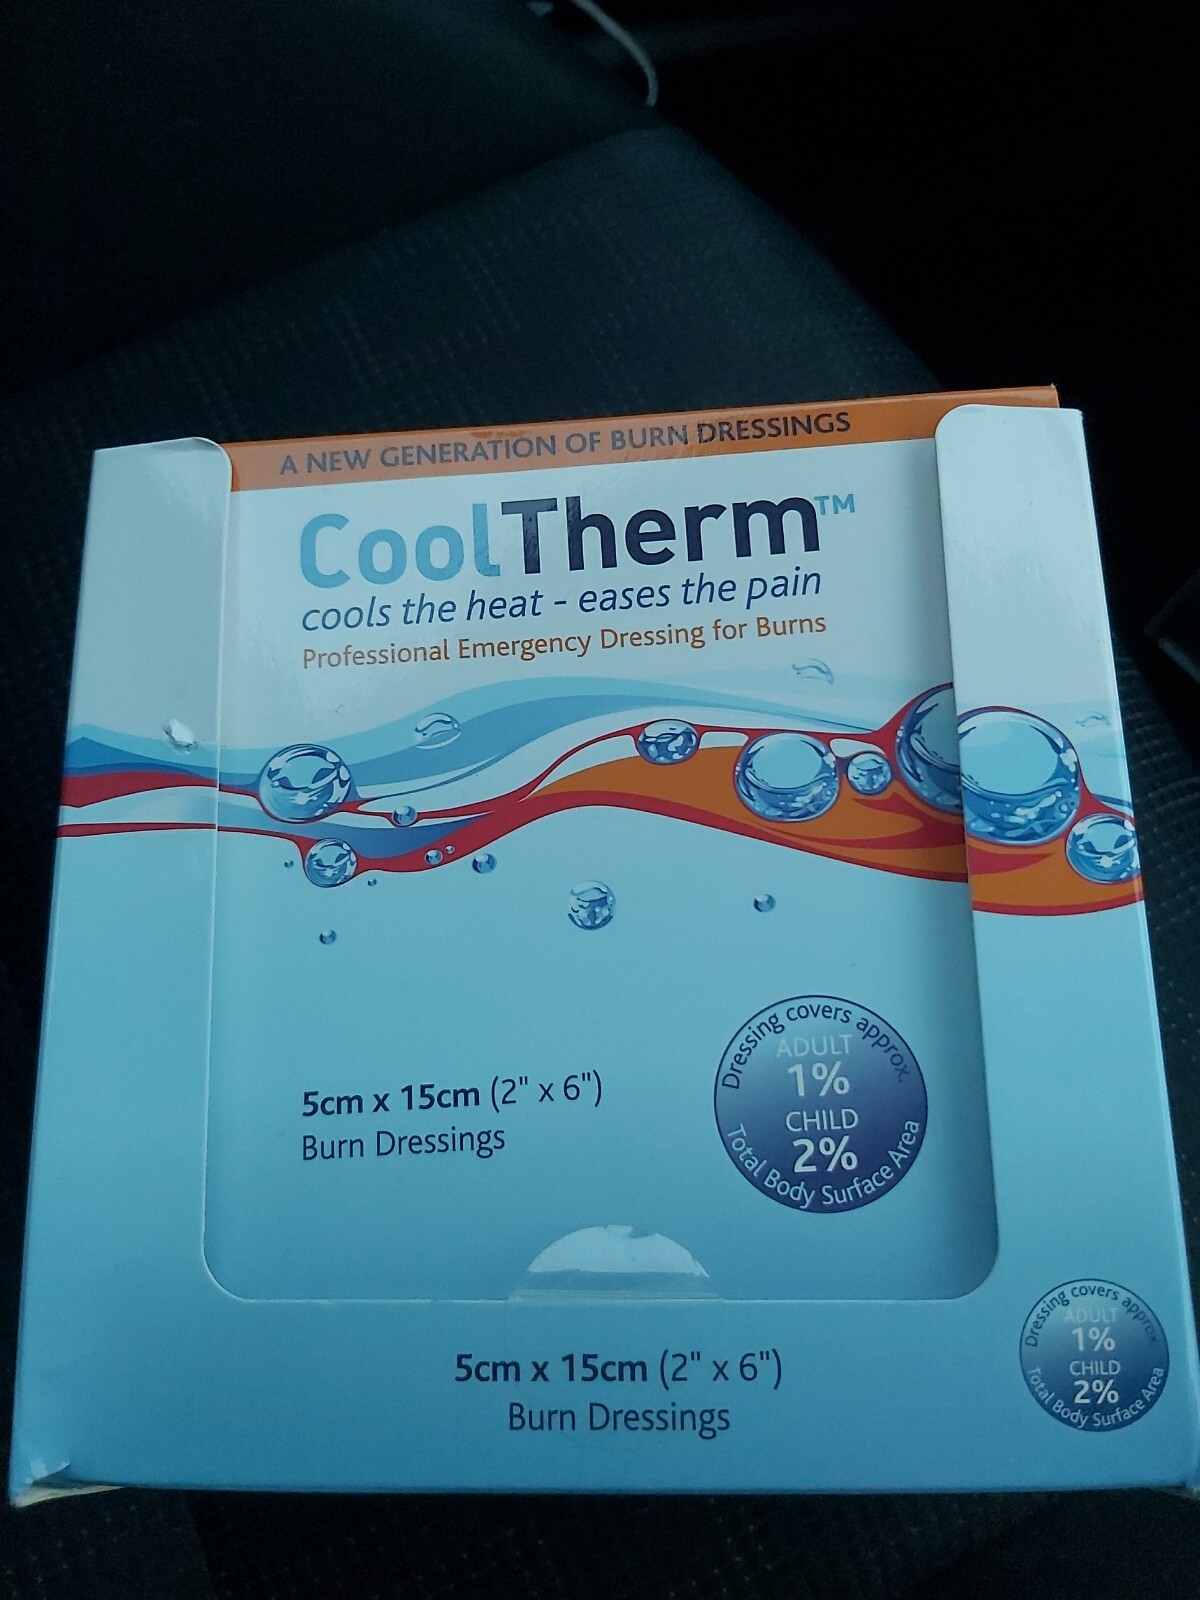 A NEW GENERATION OF BURN DRESSINGS
CoolTherm™
cools the heat - eases the pain
Professional Emergency Dressing for Burns
5cm x 15cm (2" x 6")
Burn Dressings
Dressing covers approx.
ADULT
1%
CHILD
2%
Total Body Surface Area
5cm x 15cm (2" x 6")
Burn Dressings
Dressing covers approx.
ADULT
1%
CHILD
2%
Total Body Surface Area